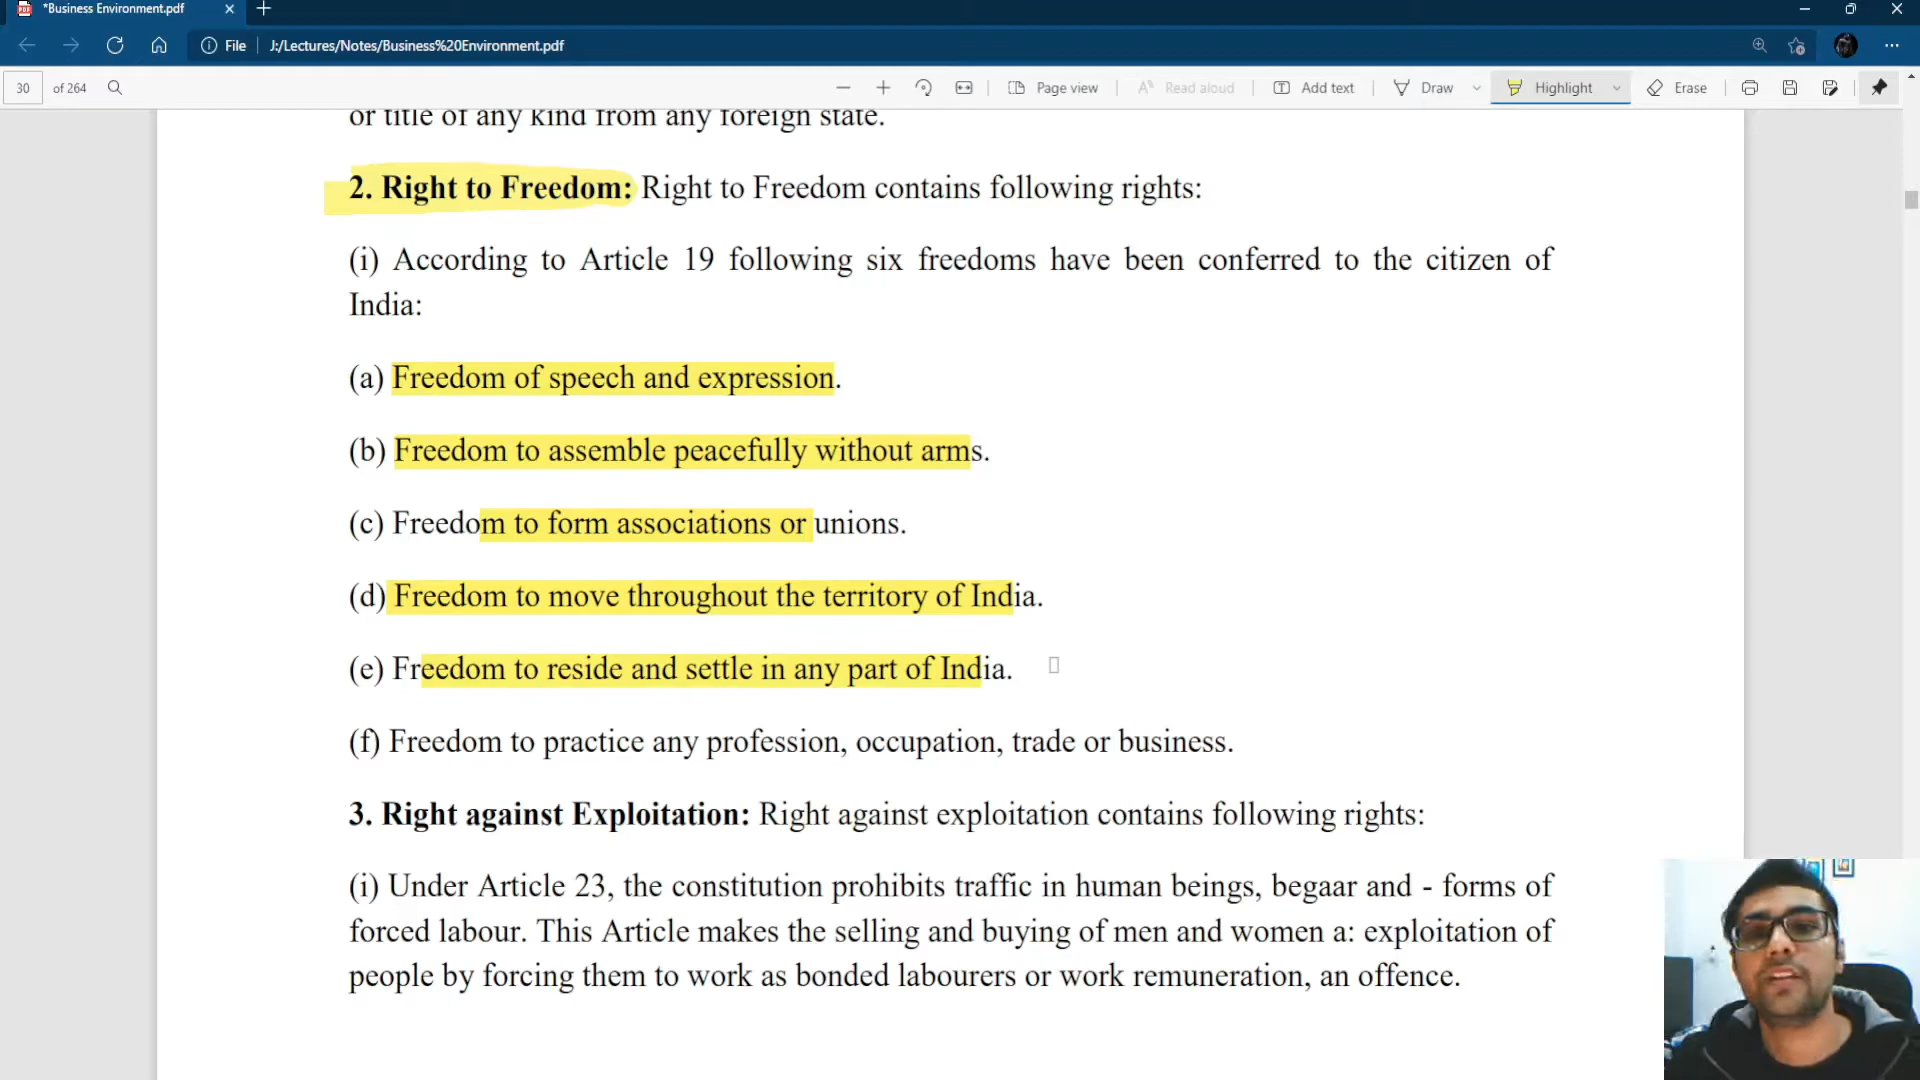 *Business Environment.pdf
File J:/Lectures/Notes/Business%20Environment.pdf
30 of 264 Page view Read aloud Add text Draw Highlight Erase
or title of any kind from any foreign state.
2. Right to Freedom: Right to Freedom contains following rights:
(i) According to Article 19 following six freedoms have been conferred to the citizen of
India:
(a) Freedom of speech and expression.
(b) Freedom to assemble peacefully without arms.
(c) Freedom to form associations or unions.
(d) Freedom to move throughout the territory of India.
(e) Freedom to reside and settle in any part of India.
(f) Freedom to practice any profession, occupation, trade or business.
3. Right against Exploitation: Right against exploitation contains following rights:
(i) Under Article 23, the constitution prohibits traffic in human beings, begaar and - forms of
forced labour. This Article makes the selling and buying of men and women a: exploitation of
people by forcing them to work as bonded labourers or work remuneration, an offence.